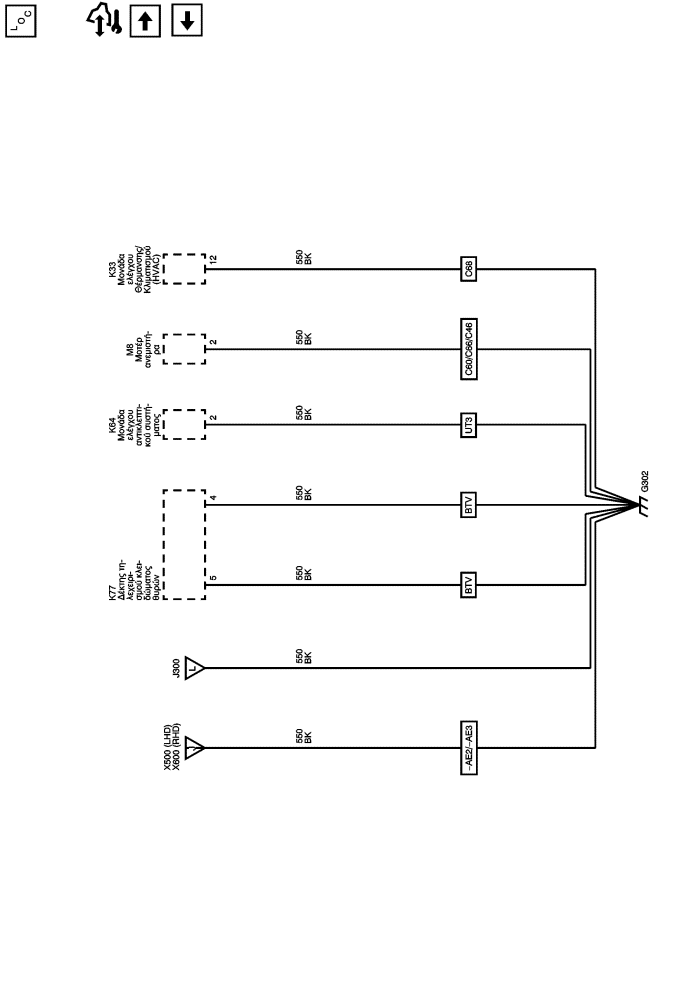 LOC
K33
Μονάδα
ελέγχου
Θέρμανσης/
Κλιματισμού
(HVAC)
12
550
BK
C68
M8
Μοτέρ
ανεμιστή-
ρα
2
550
BK
C60/C66/C46
K64
Μονάδα
ελέγχου
αντικλεπτι-
κού συστή-
ματος
2
550
BK
UT3
K77
Δέκτης τη-
λεχειρι-
σμού κλει-
δώματος
θυρών
4
550
BK
BTV
5
550
BK
BTV
J300
L
550
BK
X500 (LHD)
X600 (RHD)
J
550
BK
-AE2/-AE3
G302